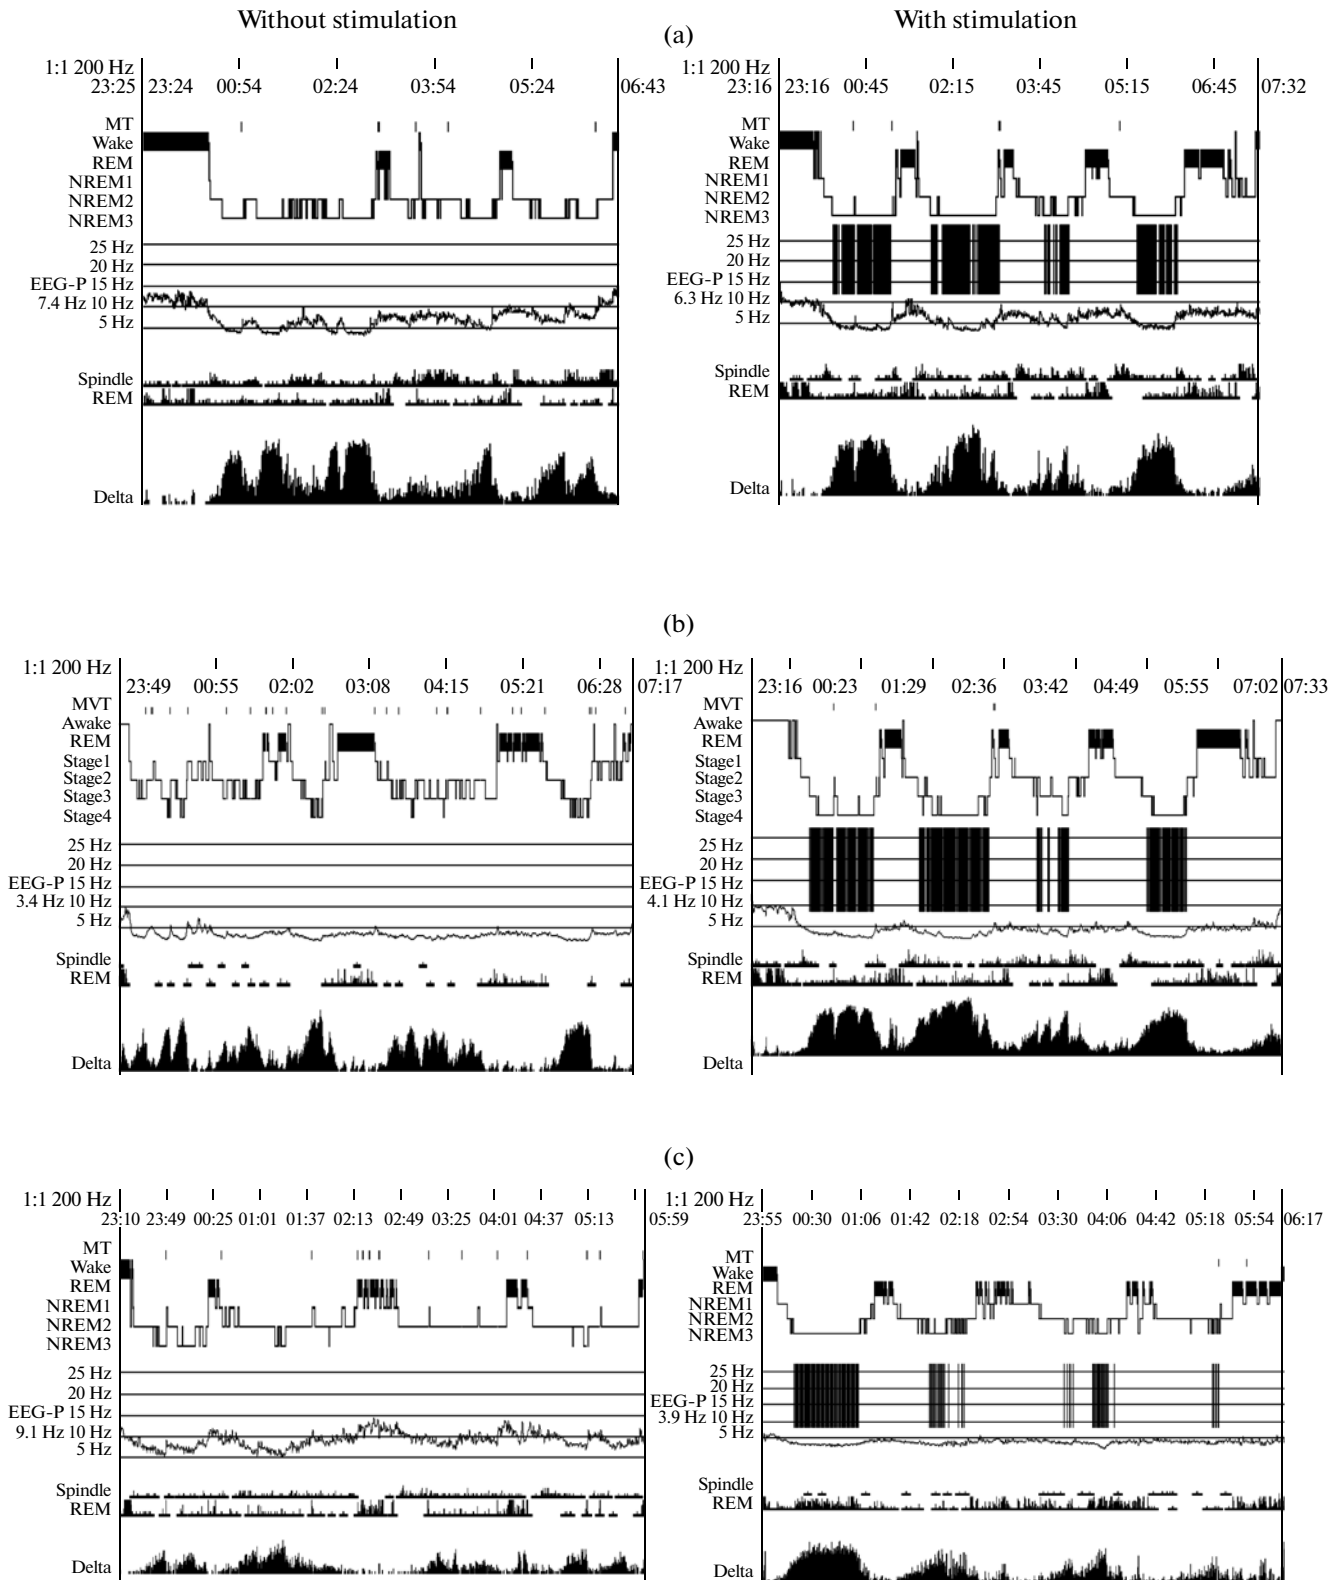 Without stimulation
With stimulation
(a)
1:1 200 Hz
23:25 23:24 00:54 02:24 03:54 05:24 06:43
MT
Wake
REM
NREM1
NREM2
NREM3
25 Hz
20 Hz
EEG-P 15 Hz
7.4 Hz 10 Hz
5 Hz
Spindle
REM
Delta
1:1 200 Hz
23:16 23:16 00:45 02:15 03:45 05:15 06:45 07:32
MT
Wake
REM
NREM1
NREM2
NREM3
25 Hz
20 Hz
EEG-P 15 Hz
6.3 Hz 10 Hz
5 Hz
Spindle
REM
Delta
(b)
1:1 200 Hz
23:49 00:55 02:02 03:08 04:15 05:21 06:28 07:17
MVT
Awake
REM
Stage1
Stage2
Stage3
Stage4
25 Hz
20 Hz
EEG-P 15 Hz
3.4 Hz 10 Hz
5 Hz
Spindle
REM
Delta
1:1 200 Hz
23:16 00:23 01:29 02:36 03:42 04:49 05:55 07:02 07:33
MVT
Awake
REM
Stage1
Stage2
Stage3
Stage4
25 Hz
20 Hz
EEG-P 15 Hz
4.1 Hz 10 Hz
5 Hz
Spindle
REM
Delta
(c)
1:1 200 Hz
23:10 23:49 00:25 01:01 01:37 02:13 02:49 03:25 04:01 04:37 05:13 05:59
MT
Wake
REM
NREM1
NREM2
NREM3
25 Hz
20 Hz
EEG-P 15 Hz
9.1 Hz 10 Hz
5 Hz
Spindle
REM
Delta
1:1 200 Hz
23:55 00:30 01:06 01:42 02:18 02:54 03:30 04:06 04:42 05:18 05:54 06:17
MT
Wake
REM
NREM1
NREM2
NREM3
25 Hz
20 Hz
EEG-P 15 Hz
3.9 Hz 10 Hz
5 Hz
Spindle
REM
Delta